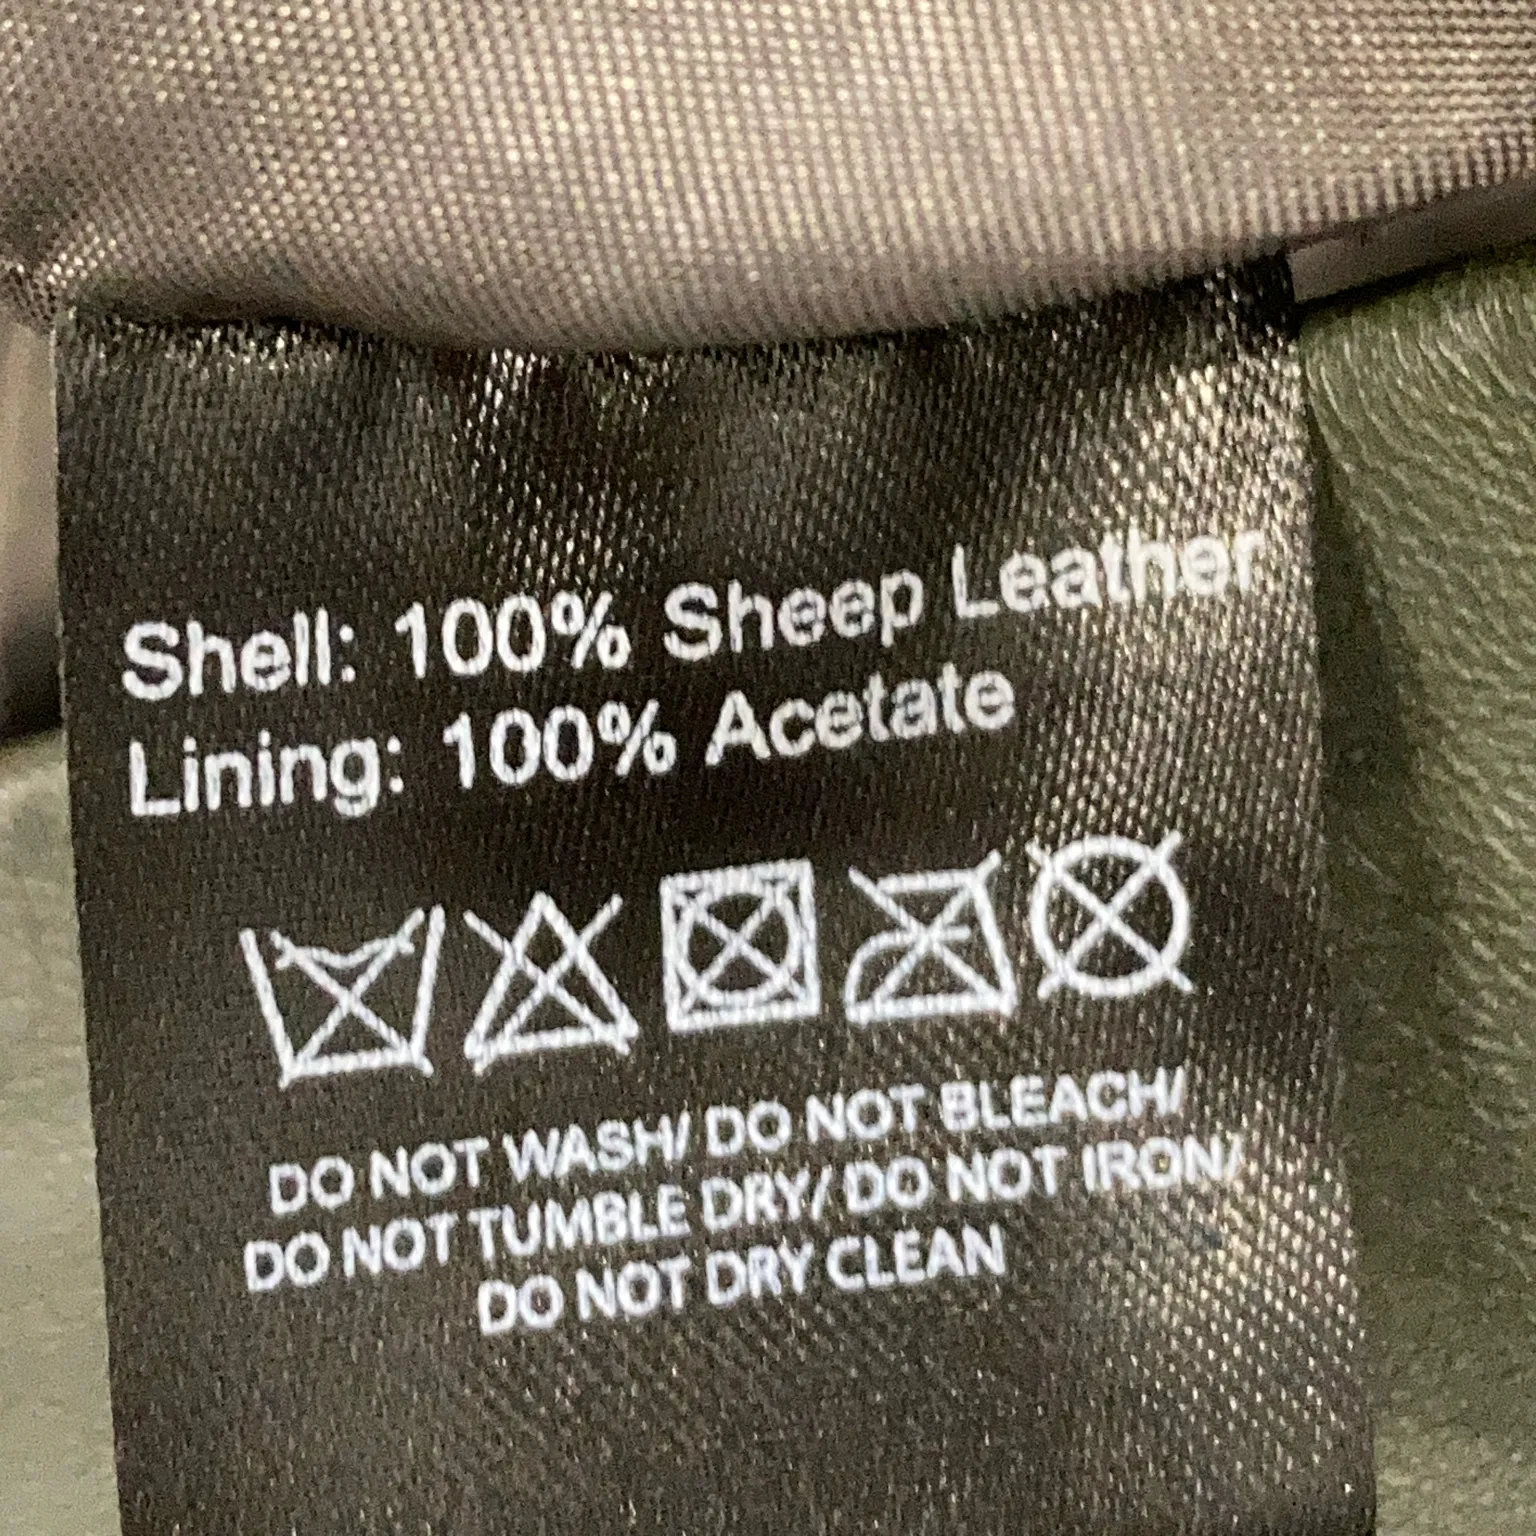 Shell: 100% Sheep Leather
Lining: 100% Acetate
DO NOT WASH/ DO NOT BLEACH/
DO NOT TUMBLE DRY/ DO NOT IRON/
DO NOT DRY CLEAN